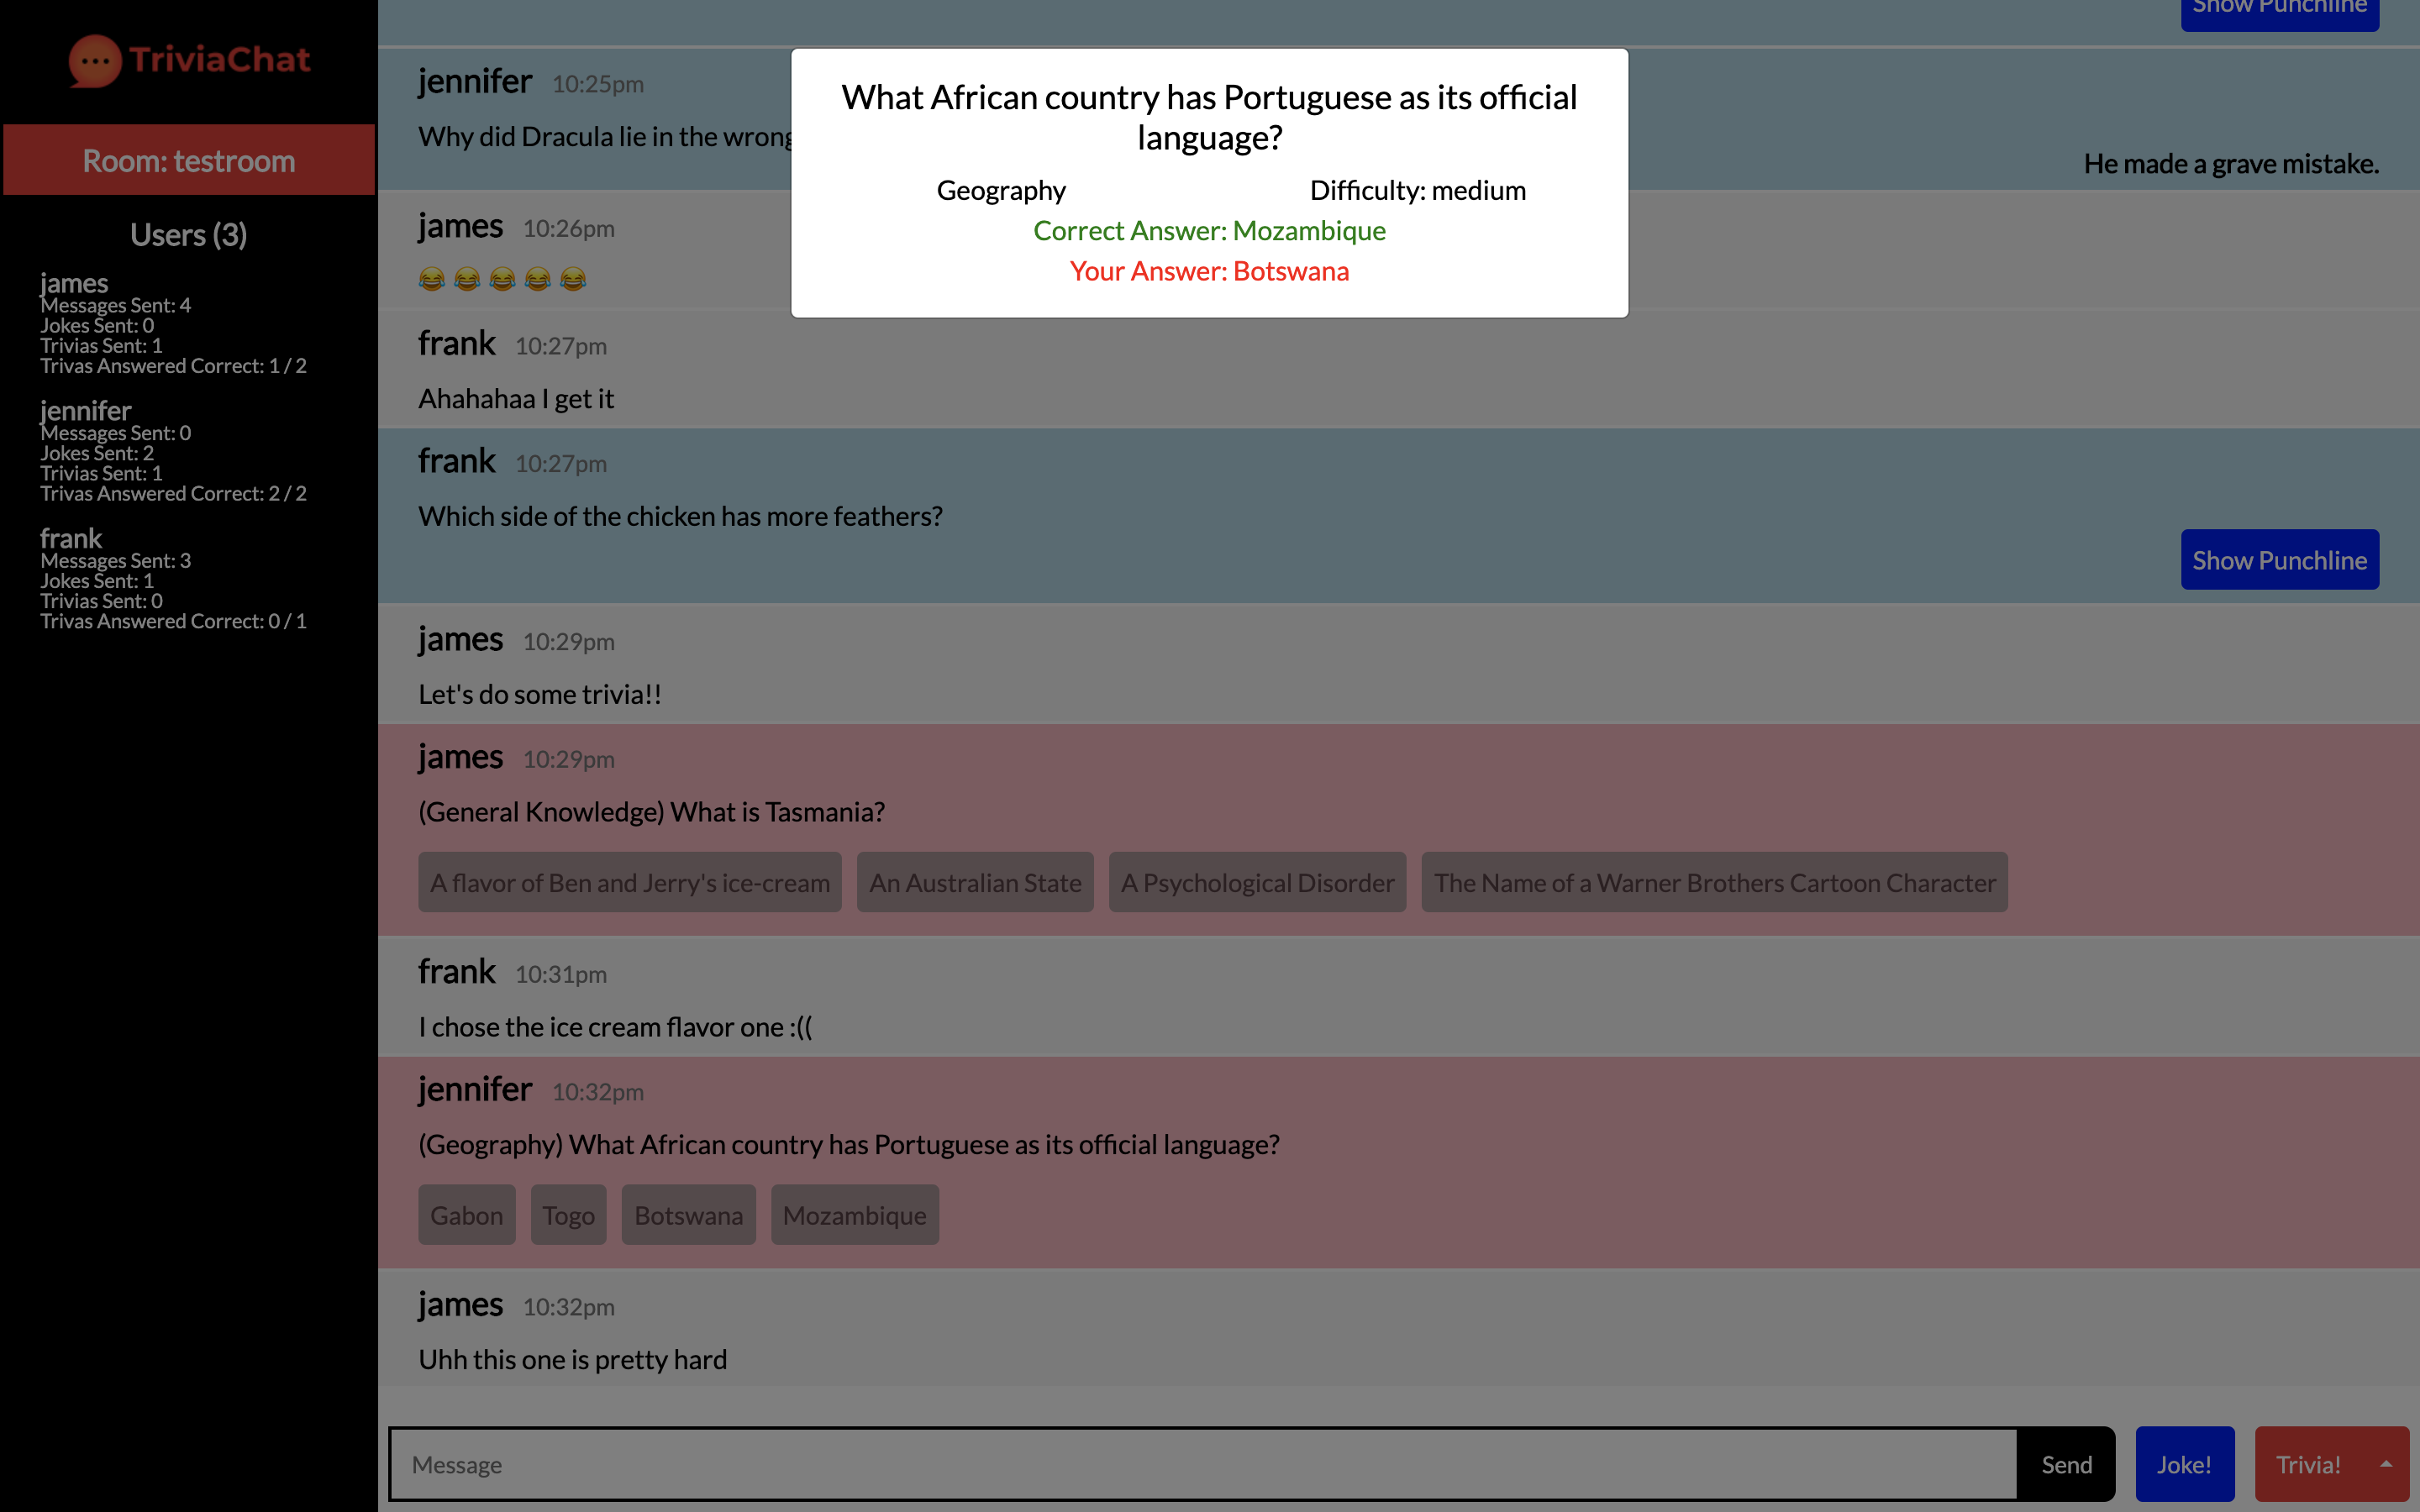 TriviaChat
Room: testroom
Users (3)
james
Messages Sent: 4
Jokes Sent: 0
Trivias Sent: 1
Trivas Answered Correct: 1 / 2
jennifer
Messages Sent: 0
Jokes Sent: 2
Trivias Sent: 1
Trivas Answered Correct: 2 / 2
frank
Messages Sent: 3
Jokes Sent: 1
Trivias Sent: 0
Trivas Answered Correct: 0 / 1
Show Punchline
What African country has Portuguese as its official
language?
Geography Difficulty: medium
Correct Answer: Mozambique
Your Answer: Botswana
jennifer 10:25pm
Why did Dracula lie in the wrong
He made a grave mistake.
james 10:26pm
😂 😂 😂 😂 😂
frank 10:27pm
Ahahahaa I get it
frank 10:27pm
Which side of the chicken has more feathers?
Show Punchline
james 10:29pm
Let's do some trivia!!
james 10:29pm
(General Knowledge) What is Tasmania?
A flavor of Ben and Jerry's ice-cream An Australian State A Psychological Disorder The Name of a Warner Brothers Cartoon Character
frank 10:31pm
I chose the ice cream flavor one :((
jennifer 10:32pm
(Geography) What African country has Portuguese as its official language?
Gabon Togo Botswana Mozambique
james 10:32pm
Uhh this one is pretty hard
Message Send Joke! Trivia!